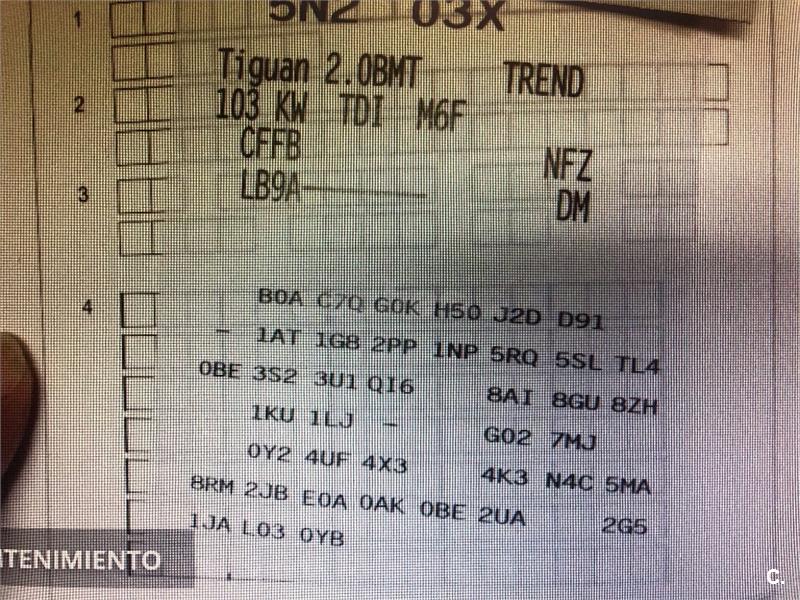 1 5N2 03X
Tiguan 2.0BMT TREND
2 103 KW TDI M6F
CFFB NFZ
3 LB9A DM
4 B0A C7Q G0K H50 J2D D91
- 1AT 1G8 2PP 1NP 5RQ 5SL TL4
0BE 3S2 3U1 QI6 8AI 8GU 8ZH
1KU 1LJ - G02 7MJ
0Y2 4UF 4X3 4K3 N4C 5MA
8RM 2JB E0A 0AK 0BE 2UA 2G5
1JA L03 0YB
TENIMIENTO
C.